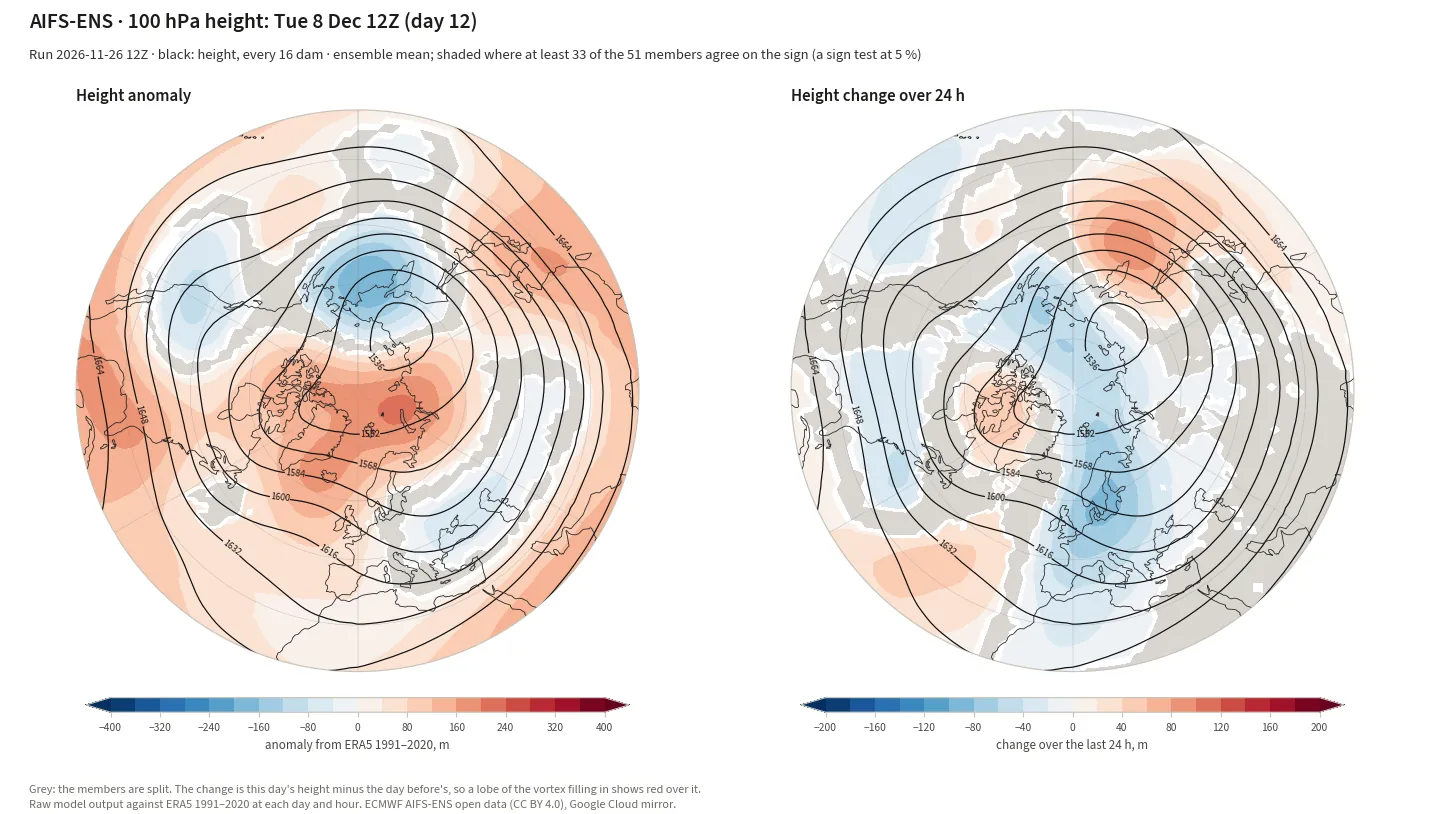 AIFS-ENS · 100 hPa height: Tue 8 Dec 12Z (day 12)
Run 2026-11-26 12Z · black: height, every 16 dam · ensemble mean; shaded where at least 33 of the 51 members agree on the sign (a sign test at 5 %)
Height anomaly
Height change over 24 h
1664
1664
1648
1536
1552
1568
1584
1600
1616
1632
1664
1664
1648
1536
1552
1568
1584
1600
1616
1632
−400 −320 −240 −160 −80 0 80 160 240 320 400
anomaly from ERA5 1991–2020, m
−200 −160 −120 −80 −40 0 40 80 120 160 200
change over the last 24 h, m
Grey: the members are split. The change is this day's height minus the day before's, so a lobe of the vortex filling in shows red over it.
Raw model output against ERA5 1991–2020 at each day and hour. ECMWF AIFS-ENS open data (CC BY 4.0), Google Cloud mirror.